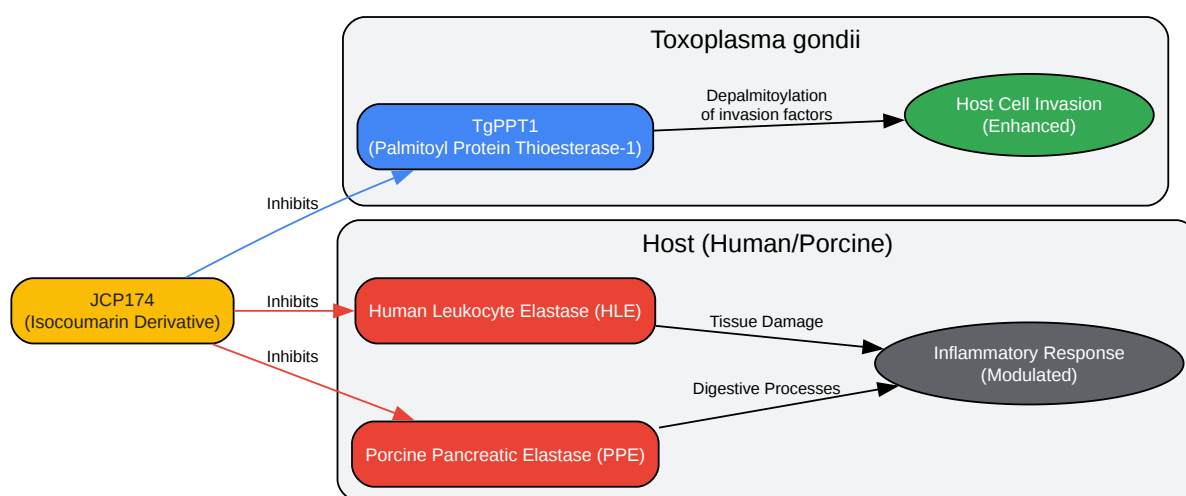 Toxoplasma gondii
TgPPT1
(Palmitoyl Protein Thioesterase-1)
Depalmitoylation
of invasion factors
Host Cell Invasion
(Enhanced)
Inhibits
Host (Human/Porcine)
JCP174
(Isocoumarin Derivative)
Inhibits
Human Leukocyte Elastase (HLE)
Tissue Damage
Inflammatory Response
(Modulated)
Inhibits
Digestive Processes
Porcine Pancreatic Elastase (PPE)